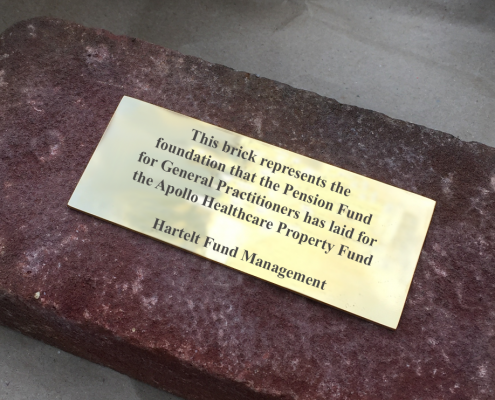 This brick represents the
foundation that the Pension Fund
for General Practitioners has laid for
the Apollo Healthcare Property Fund
Hartelt Fund Management